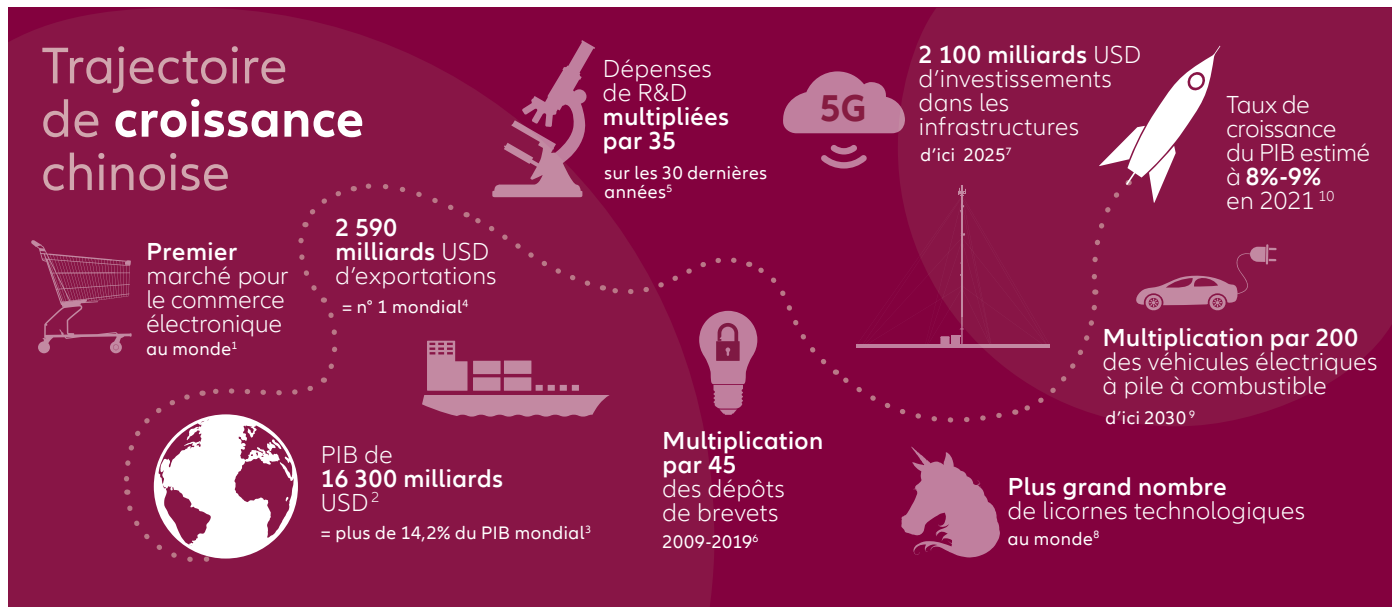 Trajectoire
de croissance
chinoise
Premier
marché pour
le commerce
électronique
au monde¹
PIB de
16 300 milliards
USD²
= plus de 14,2% du PIB mondial³
2 590
milliards USD
d’exportations
= n° 1 mondial⁴
Dépenses
de R&D
multipliées
par 35
sur les 30 dernières
années⁵
Multiplication
par 45
des dépôts
de brevets
2009-2019⁶
5G
2 100 milliards USD
d’investissements
dans les
infrastructures
d’ici 2025⁷
Plus grand nombre
de licornes technologiques
au monde⁸
Multiplication par 200
des véhicules électriques
à pile à combustible
d’ici 2030⁹
Taux de
croissance
du PIB estimé
à 8%-9%
en 2021¹⁰